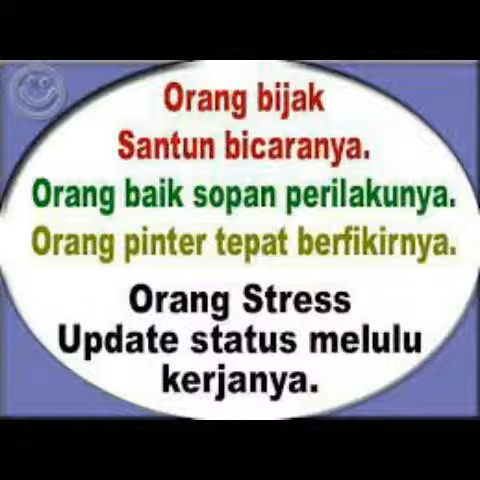 Orang bijak
Santun bicaranya.
Orang baik sopan perilakunya.
Orang pinter tepat berfikirnya.
Orang Stress
Update status melulu
kerjanya.